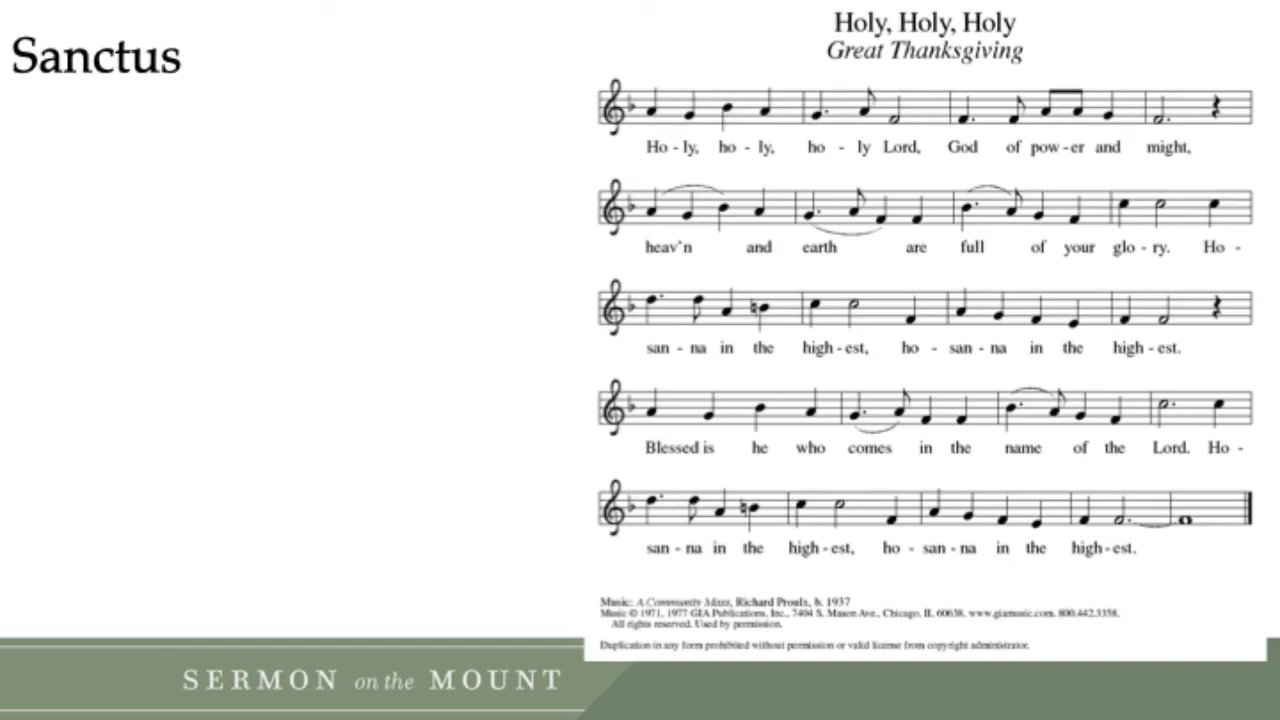 Sanctus
Holy, Holy, Holy
Great Thanksgiving
Ho - ly, ho - ly, ho - ly Lord, God of pow - er and might,
heav'n and earth are full of your glo - ry. Ho -
san - na in the high - est, ho - san - na in the high - est.
Blessed is he who comes in the name of the Lord. Ho -
san - na in the high - est, ho - san - na in the high - est.
Music: A Community Mass, Richard Proulx, b. 1937
Music © 1971, 1977 GIA Publications, Inc., 7404 S. Mason Ave., Chicago, IL 60638. www.giamusic.com. 800.442.3358.
All rights reserved. Used by permission.
Duplication in any form prohibited without permission or valid license from copyright administrator.
SERMON on the MOUNT